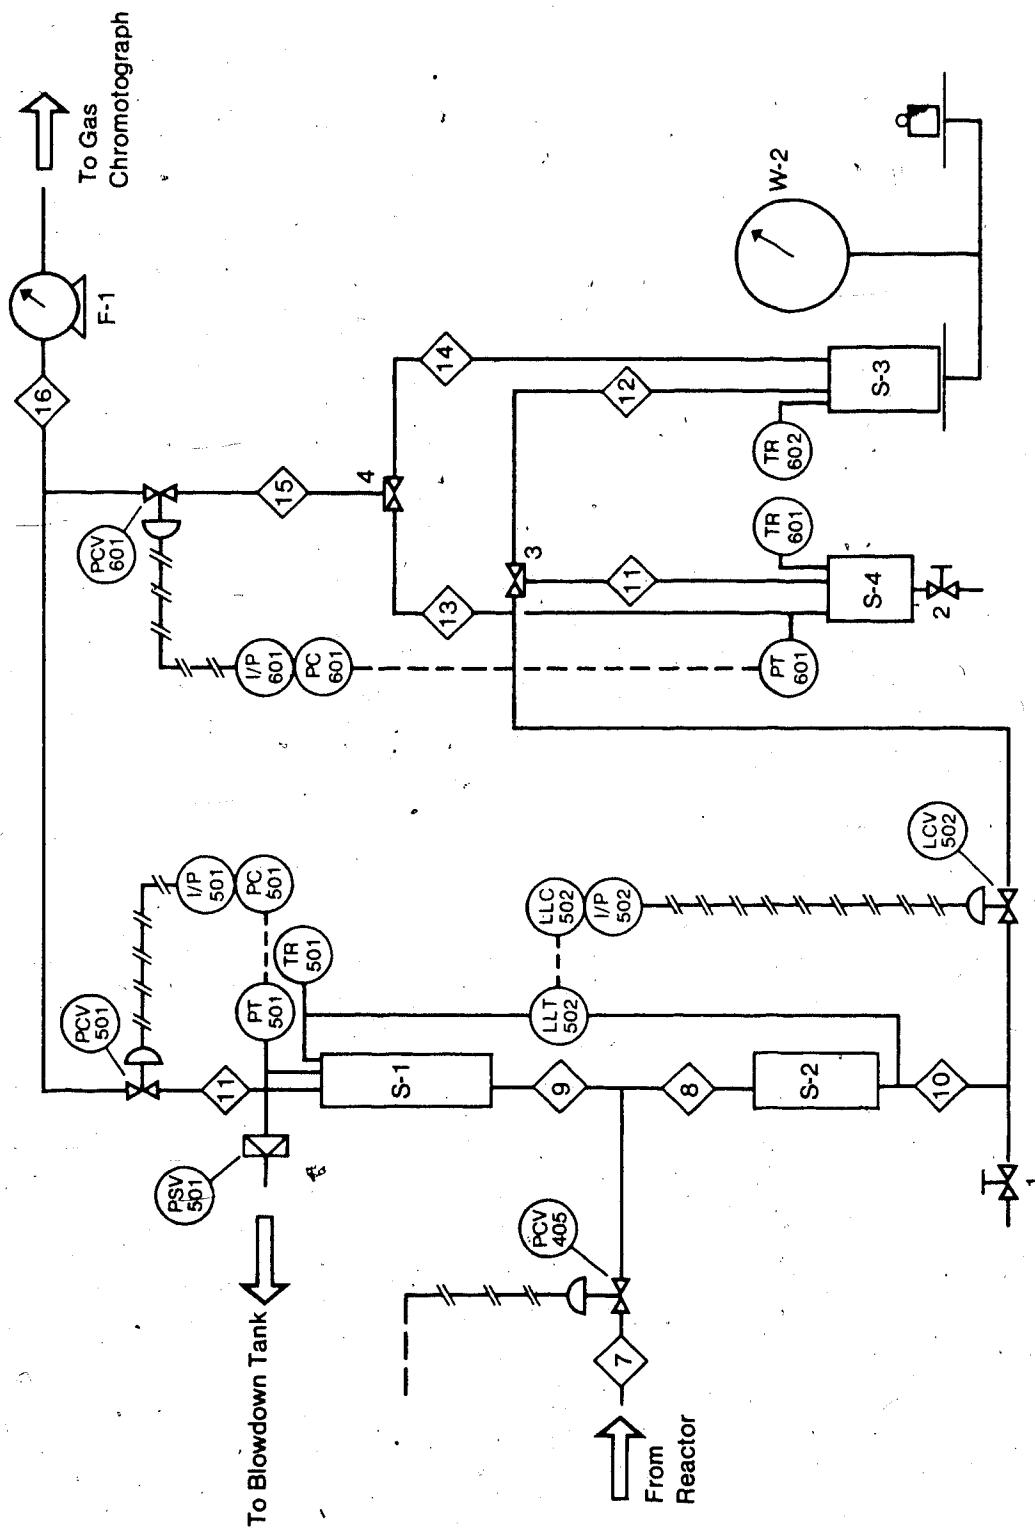 To Blowdown Tank
PSV
501
PCV
501
11
I/P
501
PC
501
PT
501
TR
501
S-1
From
Reactor
7
PCV
405
9
8
S-2
10
1
LLT
502
LLC
502
I/P
502
LCV
502
16
F-1
To Gas
Chromotograph
PCV
601
15
I/P
601
PC
601
4
13
14
3
11
12
PT
601
TR
601
TR
602
S-4
2
S-3
W-2